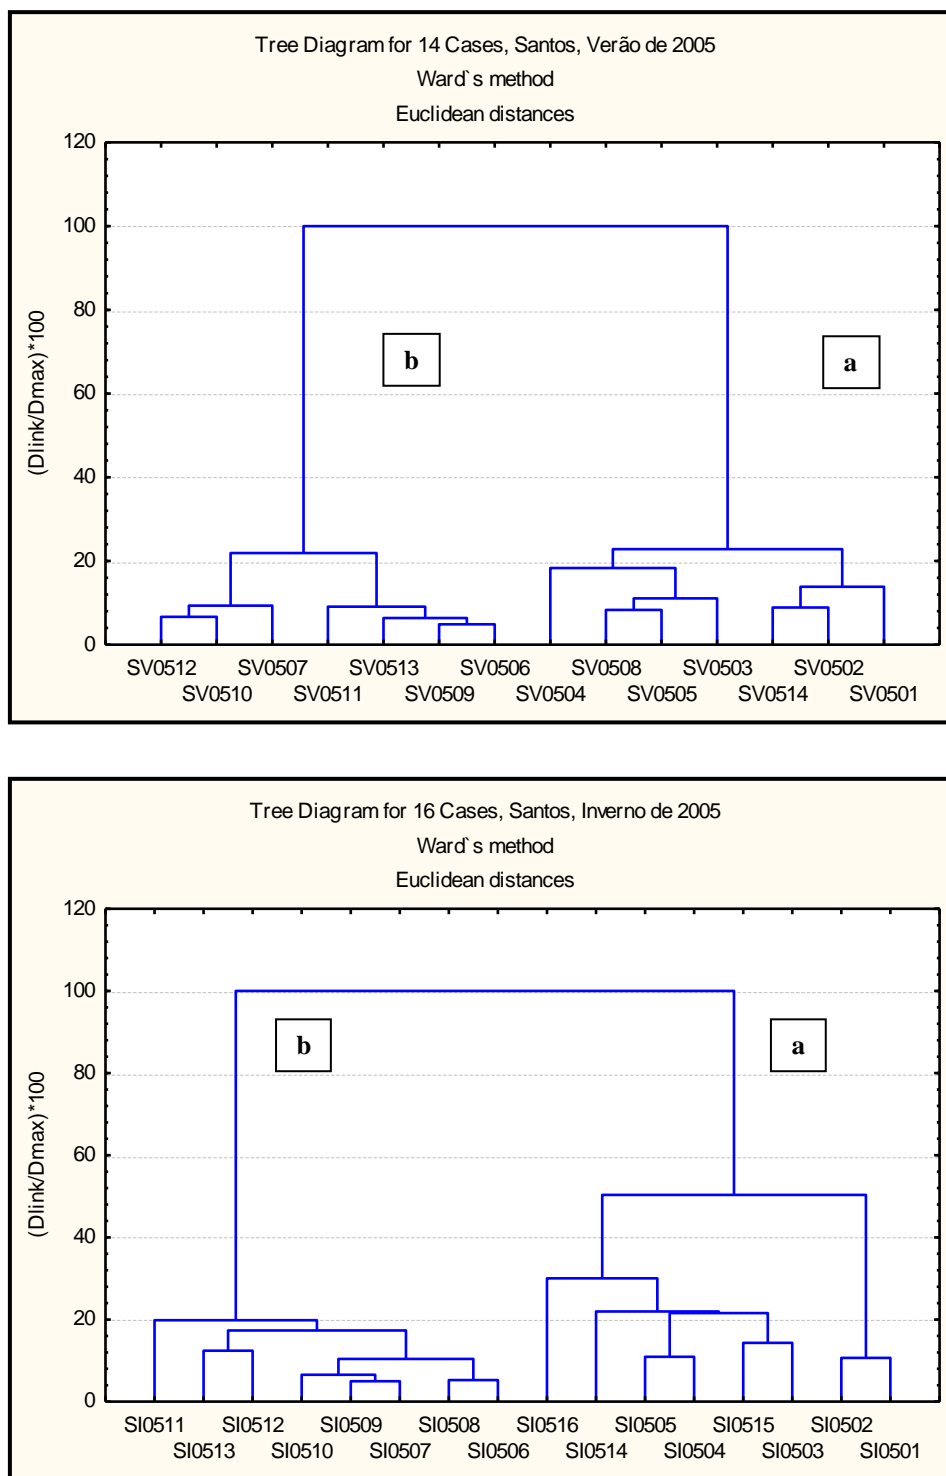 Tree Diagram for 14 Cases, Santos, Verão de 2005
Ward`s method
Euclidean distances
120
100
80
60
40
20
0
(Dlink/Dmax)*100
b
a
SV0512 SV0507 SV0513 SV0506 SV0508 SV0503 SV0502
SV0510 SV0511 SV0509 SV0504 SV0505 SV0514 SV0501
Tree Diagram for 16 Cases, Santos, Inverno de 2005
Ward`s method
Euclidean distances
120
100
80
60
40
20
0
(Dlink/Dmax)*100
b
a
SI0511 SI0512 SI0509 SI0508 SI0516 SI0505 SI0515 SI0502
SI0513 SI0510 SI0507 SI0506 SI0514 SI0504 SI0503 SI0501